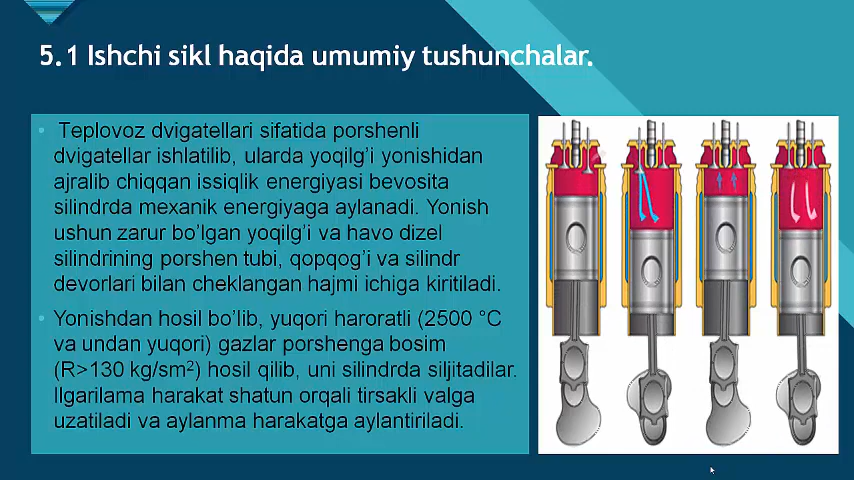 5.1 Ishchi sikl haqida umumiy tushunchalar.
• Teplovoz dvigatellari sifatida porshenli
dvigatellar ishlatilib, ularda yoqilg’i yonishidan
ajralib chiqqan issiqlik energiyasi bevosita
silindrda mexanik energiyaga aylanadi. Yonish
ushun zarur bo’lgan yoqilg’i va havo dizel
silindrining porshen tubi, qopqog’i va silindr
devorlari bilan cheklangan hajmi ichiga kiritiladi.
• Yonishdan hosil bo’lib, yuqori haroratli (2500 °C
va undan yuqori) gazlar porshenga bosim
(R>130 kg/sm²) hosil qilib, uni silindrda siljitadilar.
Ilgarilama harakat shatun orqali tirsakli valga
uzatiladi va aylanma harakatga aylantiriladi.